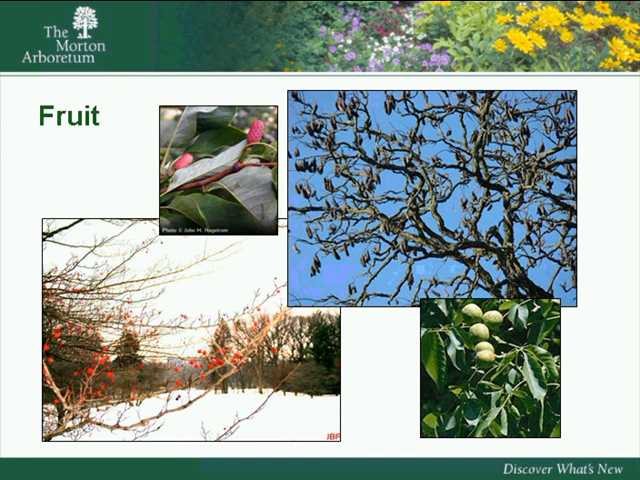 The
Morton
Arboretum
Fruit
Photo © John M. Hagstrom
JBF
Discover What's New